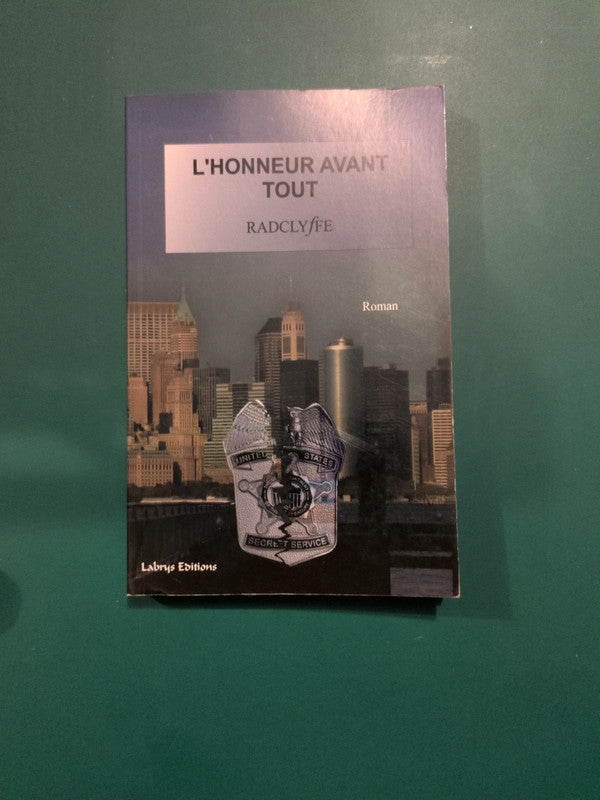 L'HONNEUR AVANT
TOUT
RADCLYffE
Roman
UNITED STATES
SECRET SERVICE
Labrys Editions